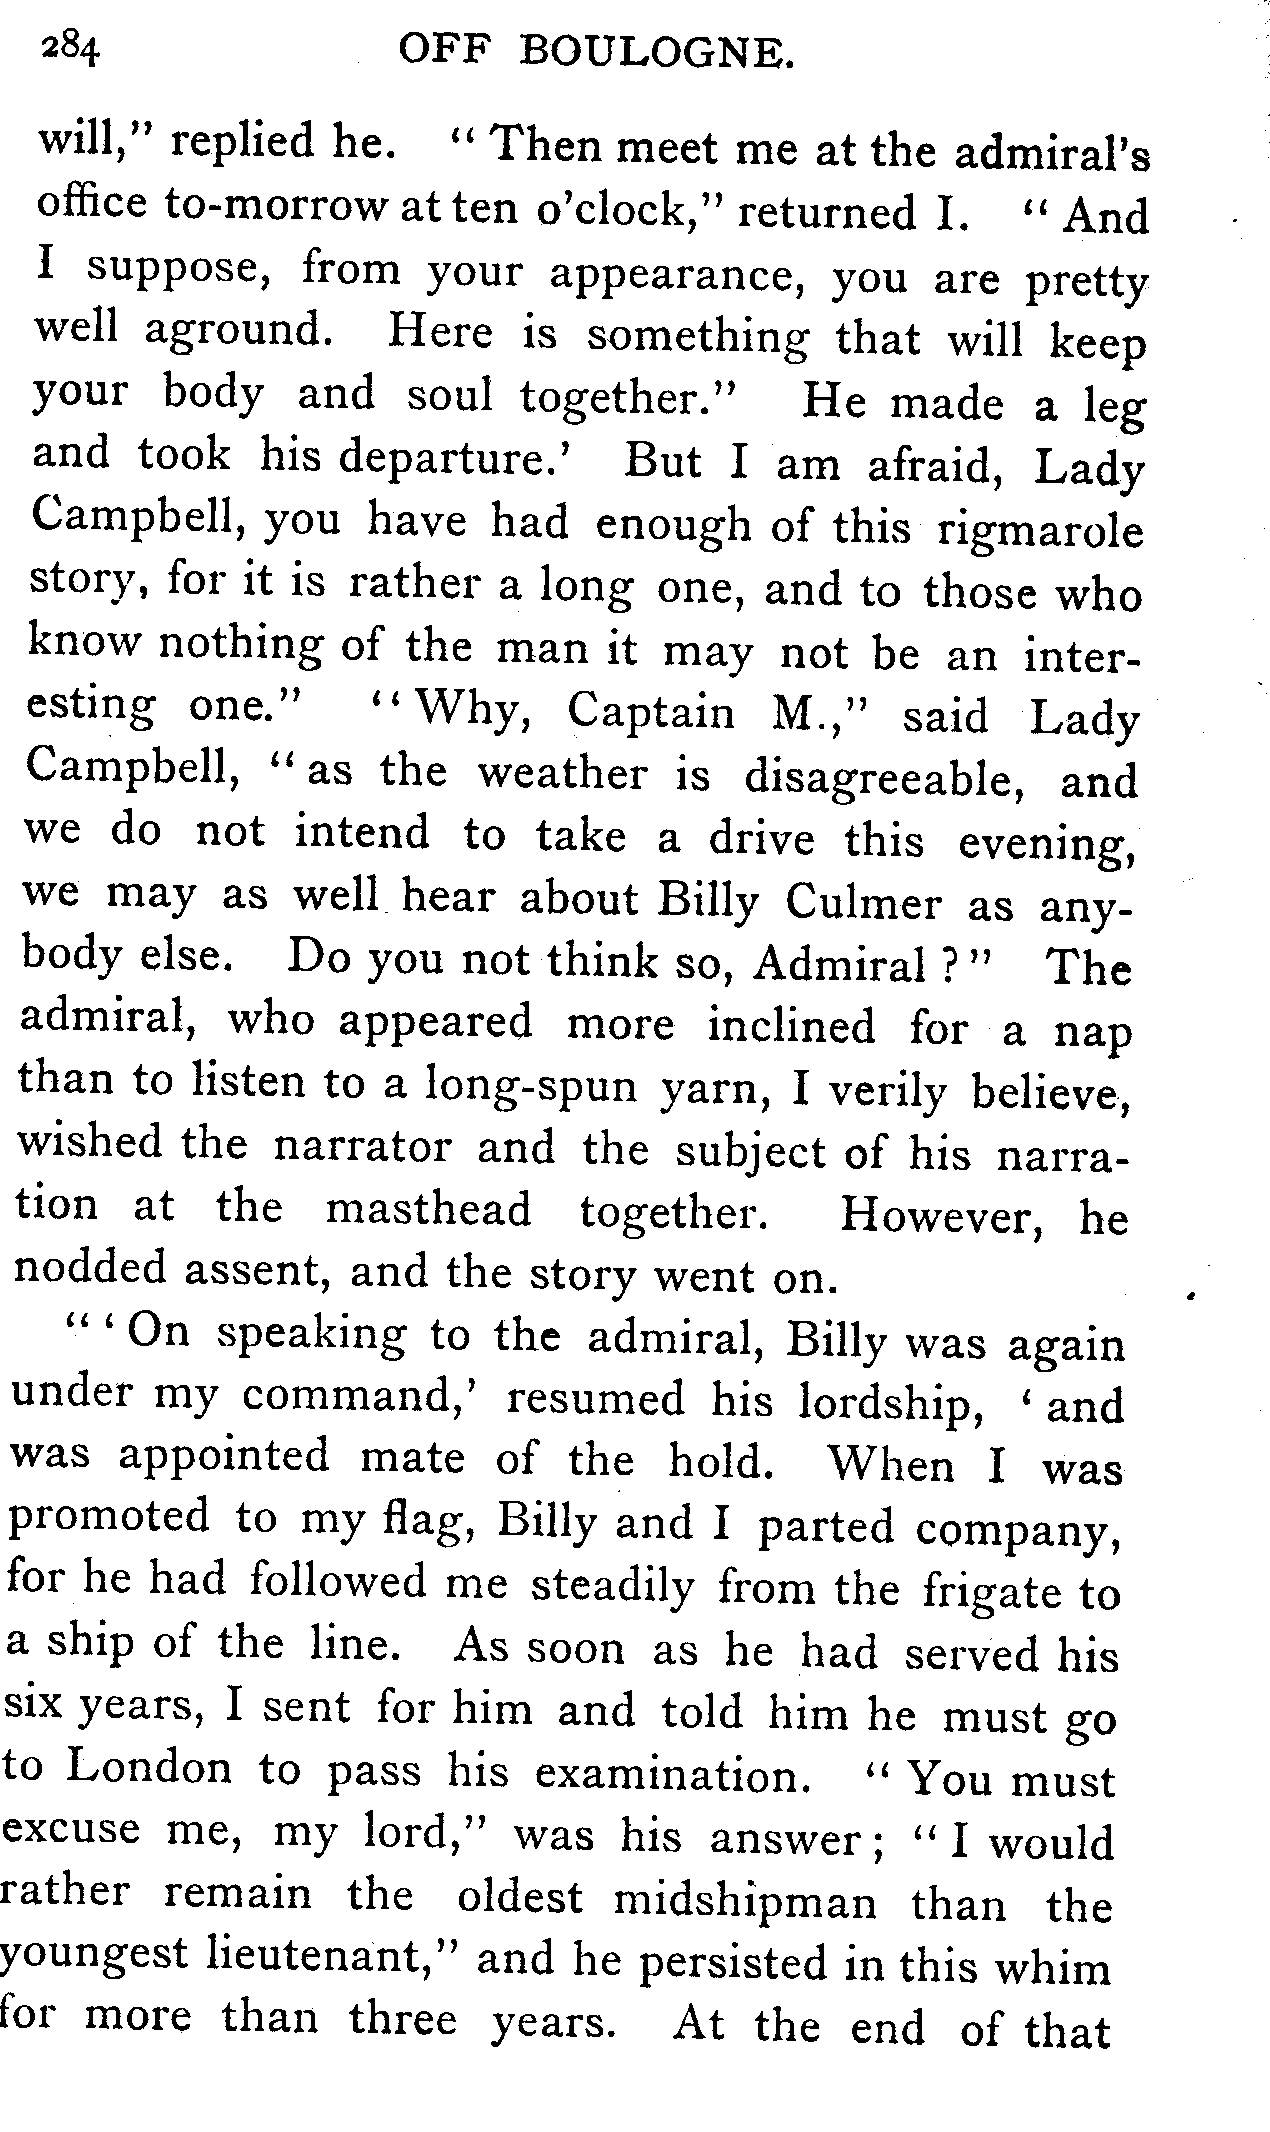 284 OFF BOULOGNE.
will," replied he. "Then meet me at the admiral's
office to-morrow at ten o'clock," returned I. "And
I suppose, from your appearance, you are pretty
well aground. Here is something that will keep
your body and soul together." He made a leg
and took his departure.' But I am afraid, Lady
Campbell, you have had enough of this rigmarole
story, for it is rather a long one, and to those who
know nothing of the man it may not be an inter-
esting one." "Why, Captain M.," said Lady
Campbell, "as the weather is disagreeable, and
we do not intend to take a drive this evening,
we may as well hear about Billy Culmer as any-
body else. Do you not think so, Admiral?" The
admiral, who appeared more inclined for a nap
than to listen to a long-spun yarn, I verily believe,
wished the narrator and the subject of his narra-
tion at the masthead together. However, he
nodded assent, and the story went on.
"'On speaking to the admiral, Billy was again
under my command,' resumed his lordship, 'and
was appointed mate of the hold. When I was
promoted to my flag, Billy and I parted company,
for he had followed me steadily from the frigate to
a ship of the line. As soon as he had served his
six years, I sent for him and told him he must go
to London to pass his examination. "You must
excuse me, my lord," was his answer; "I would
rather remain the oldest midshipman than the
youngest lieutenant," and he persisted in this whim
for more than three years. At the end of that